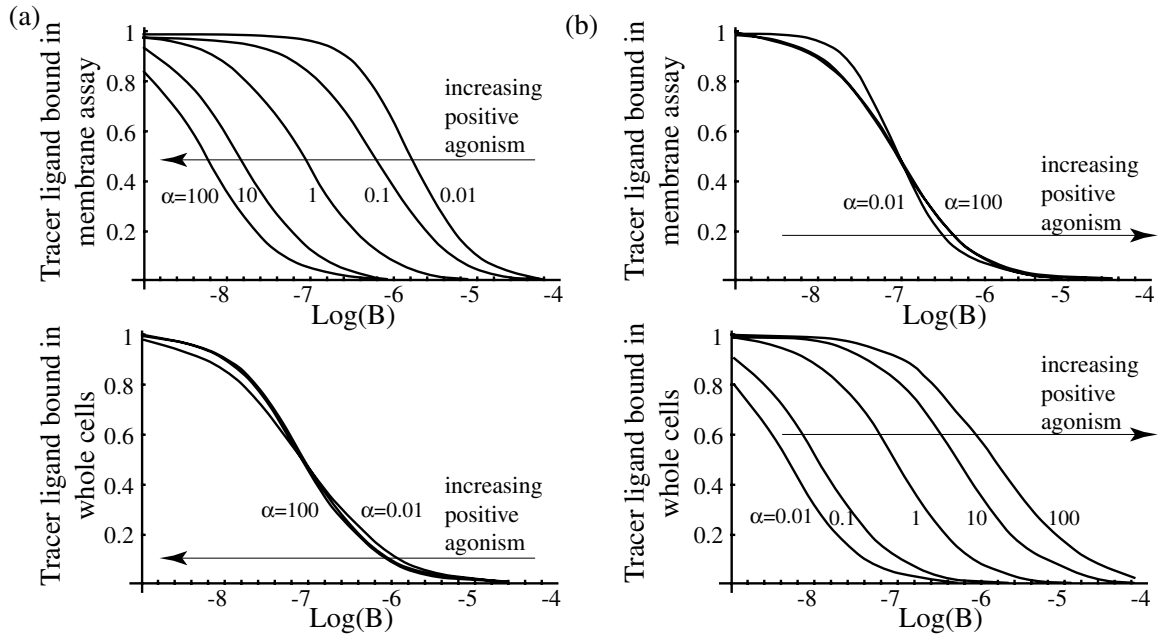 (a)
Tracer ligand bound in
membrane assay
1
0.8
0.6
0.4
0.2
increasing
positive
agonism
α=100
10
1
0.1
0.01
-8
-7
-6
-5
-4
Log(B)
(b)
Tracer ligand bound in
membrane assay
1
0.8
0.6
0.4
0.2
increasing
positive
agonism
α=0.01
α=100
-8
-7
-6
-5
-4
Log(B)
Tracer ligand bound in
whole cells
1
0.8
0.6
0.4
0.2
α=100
α=0.01
increasing
positive
agonism
-8
-7
-6
-5
-4
Log(B)
Tracer ligand bound in
whole cells
1
0.8
0.6
0.4
0.2
increasing
positive
agonism
α=0.01
0.1
1
10
100
-8
-7
-6
-5
-4
Log(B)